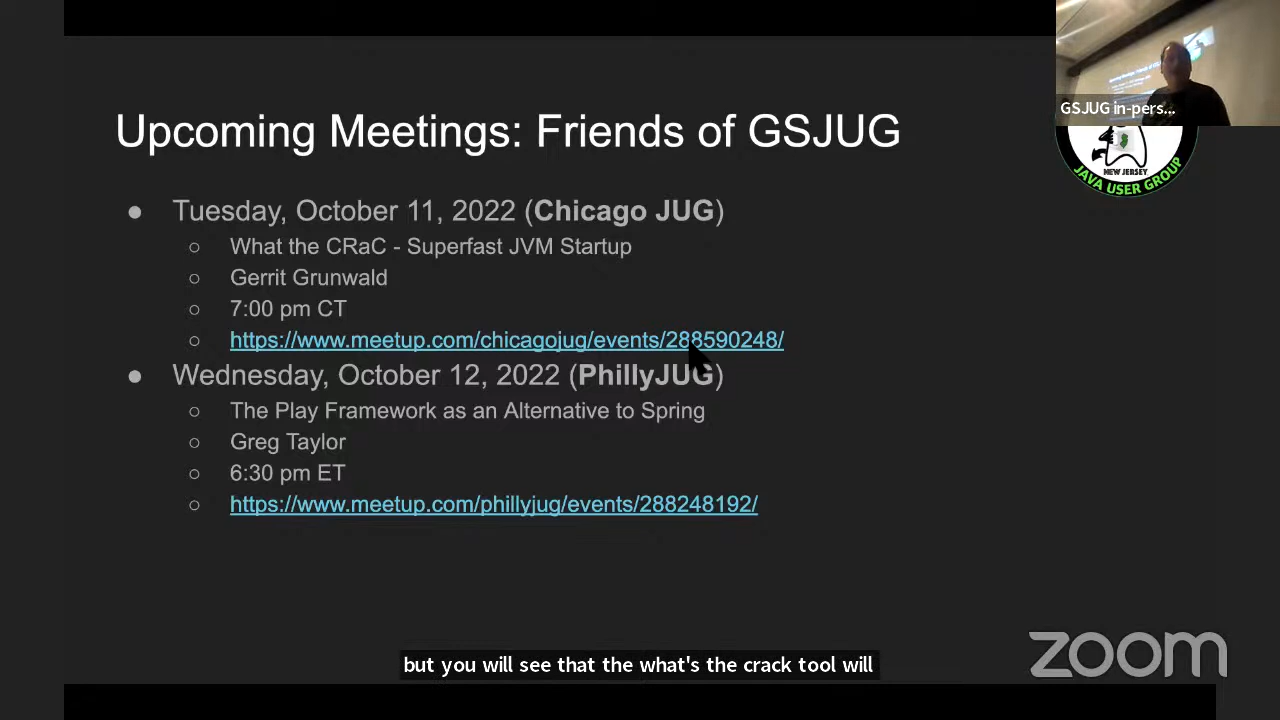 Upcoming Meetings: Friends of GSJUG
GSJUG in-pers...
NEW JERSEY
JAVA USER GROUP
● Tuesday, October 11, 2022 (Chicago JUG)
○ What the CRaC - Superfast JVM Startup
○ Gerrit Grunwald
○ 7:00 pm CT
○ https://www.meetup.com/chicagojug/events/288590248/
● Wednesday, October 12, 2022 (PhillyJUG)
○ The Play Framework as an Alternative to Spring
○ Greg Taylor
○ 6:30 pm ET
○ https://www.meetup.com/phillyjug/events/288248192/
but you will see that the what's the crack tool will
zoom